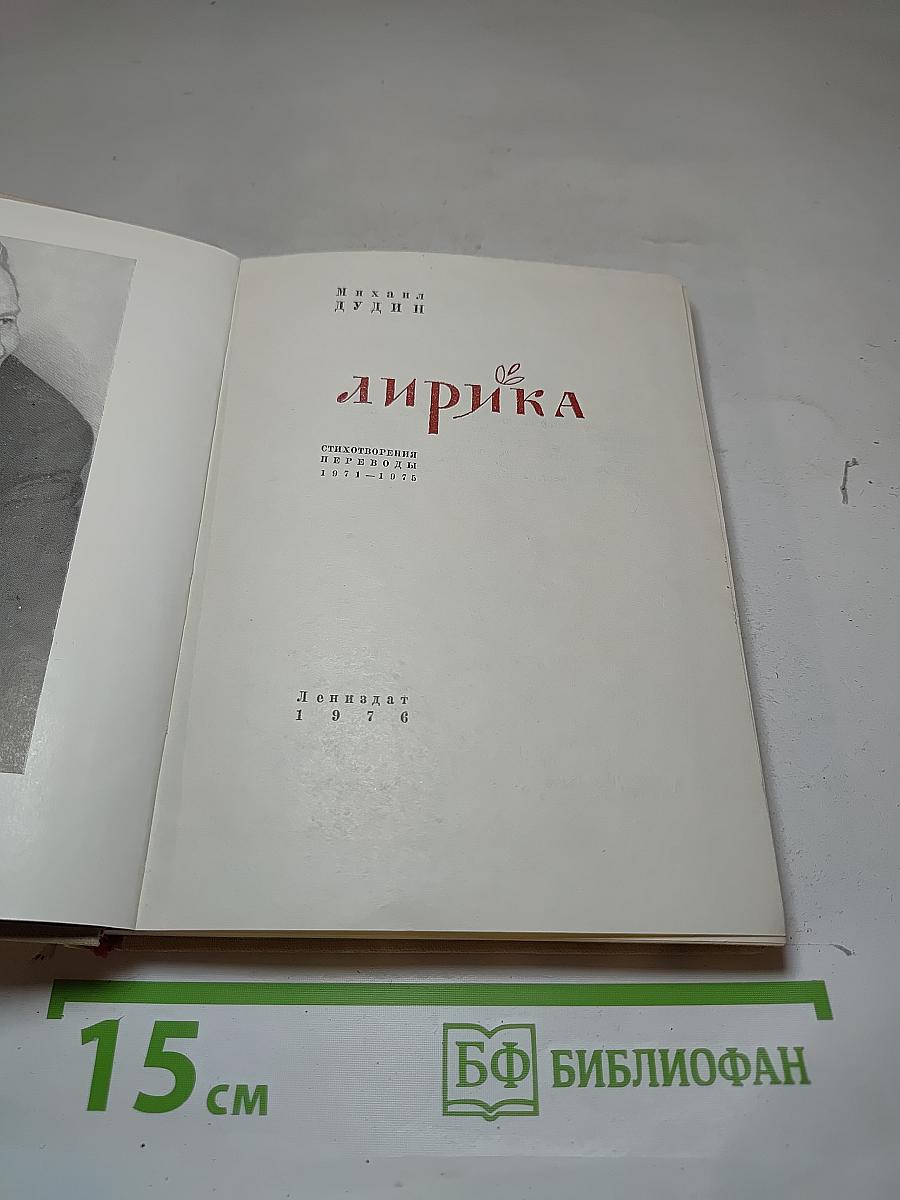 Михаил
ДУДИН
ЛИРИКА
СТИХОТВОРЕНИЯ
ПЕРЕВОДЫ
1971—1975
Лениздат
1976
15 см
БФ БИБЛИОФАН